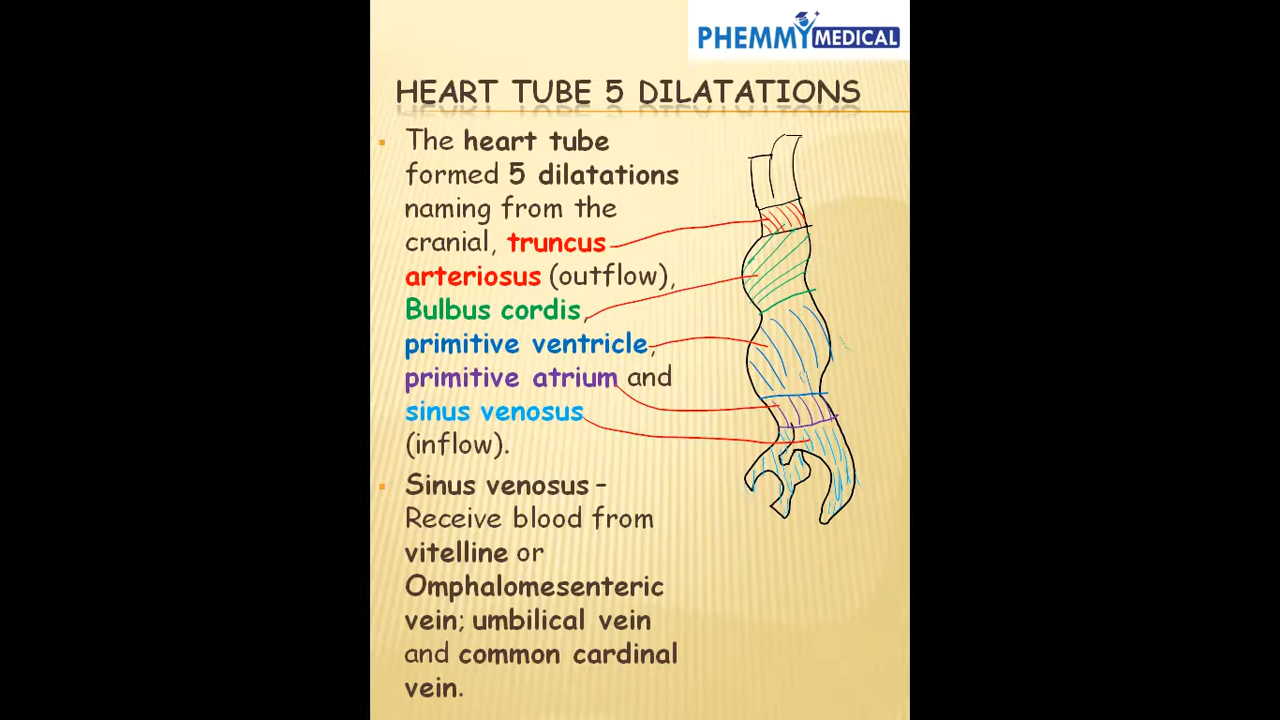 PHEMMY MEDICAL
HEART TUBE 5 DILATATIONS
The heart tube
formed 5 dilatations
naming from the
cranial, truncus
arteriosus (outflow),
Bulbus cordis,
primitive ventricle,
primitive atrium and
sinus venosus
(inflow).
Sinus venosus –
Receive blood from
vitelline or
Omphalomesenteric
vein; umbilical vein
and common cardinal
vein.